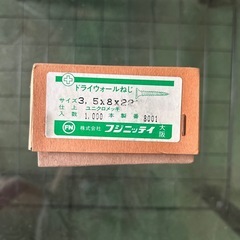 ドライウォールねじ
サイズ 3.5x8x22
仕上 ユニクロメッキ
入数 1,000 本 製番 8001
FN 株式会社 フジニッテイ 大阪